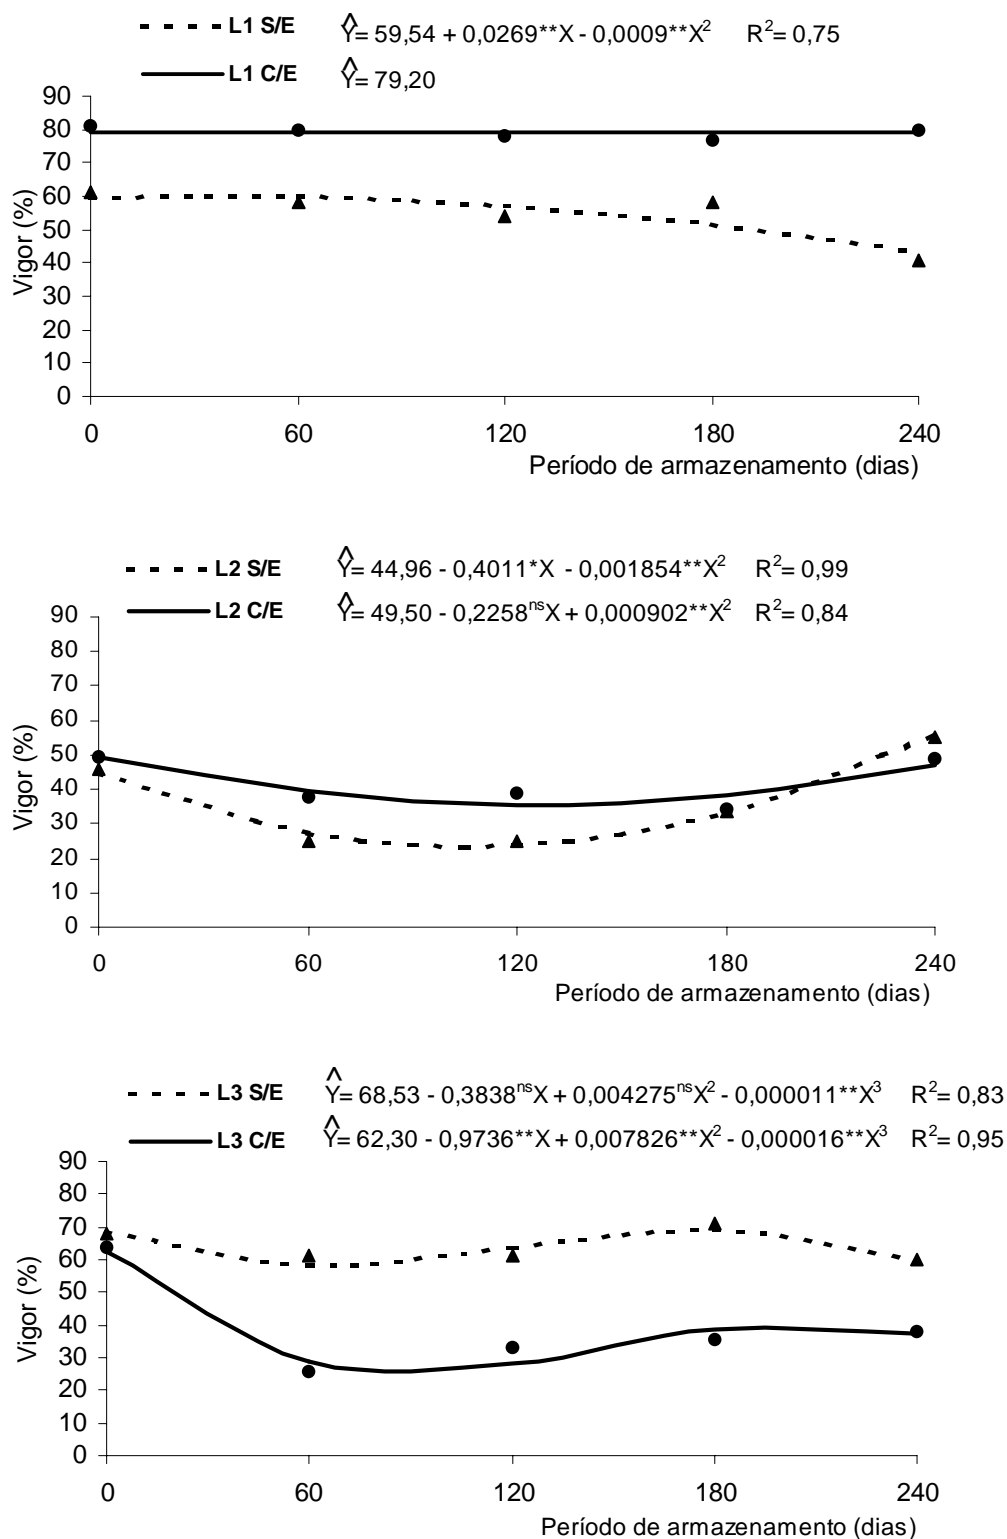 L1 S/E Ŷ= 59,54 + 0,0269**X - 0,0009**X² R²= 0,75
L1 C/E Ŷ= 79,20
90
80
70
60
50
40
30
20
10
0
Vigor (%)
0 60 120 180 240
Período de armazenamento (dias)
L2 S/E Ŷ= 44,96 - 0,4011*X - 0,001854**X² R²= 0,99
L2 C/E Ŷ= 49,50 - 0,2258ⁿˢX + 0,000902**X² R²= 0,84
90
80
70
60
50
40
30
20
10
0
Vigor (%)
0 60 120 180 240
Período de armazenamento (dias)
L3 S/E Ŷ= 68,53 - 0,3838ⁿˢX + 0,004275ⁿˢX² - 0,000011**X³ R²= 0,83
L3 C/E Ŷ= 62,30 - 0,9736**X + 0,007826**X² - 0,000016**X³ R²= 0,95
90
80
70
60
50
40
30
20
10
0
Vigor (%)
0 60 120 180 240
Período de armazenamento (dias)